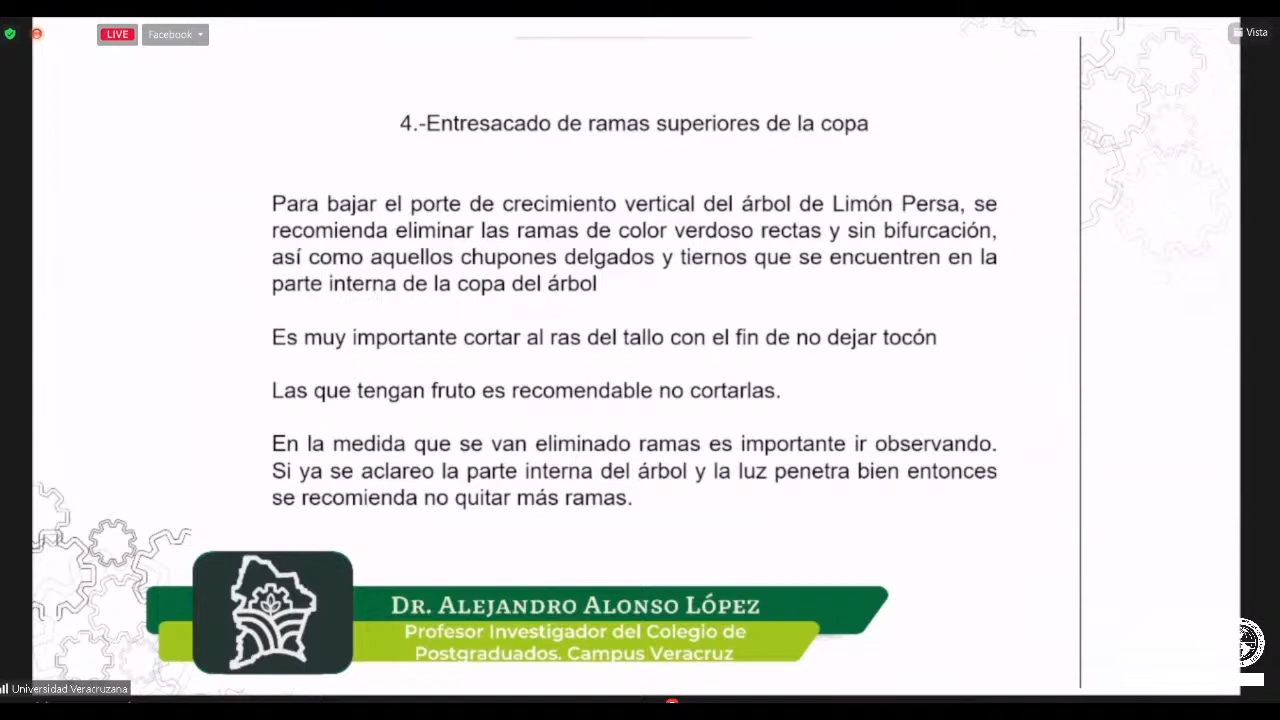 LIVE
Facebook
Vista
4.-Entresacado de ramas superiores de la copa
Para bajar el porte de crecimiento vertical del árbol de Limón Persa, se
recomienda eliminar las ramas de color verdoso rectas y sin bifurcación,
así como aquellos chupones delgados y tiernos que se encuentren en la
parte interna de la copa del árbol
Es muy importante cortar al ras del tallo con el fin de no dejar tocón
Las que tengan fruto es recomendable no cortarlas.
En la medida que se van eliminado ramas es importante ir observando.
Si ya se aclareo la parte interna del árbol y la luz penetra bien entonces
se recomienda no quitar más ramas.
Dr. Alejandro Alonso López
Profesor Investigador del Colegio de
Postgraduados. Campus Veracruz
Universidad Veracruzana